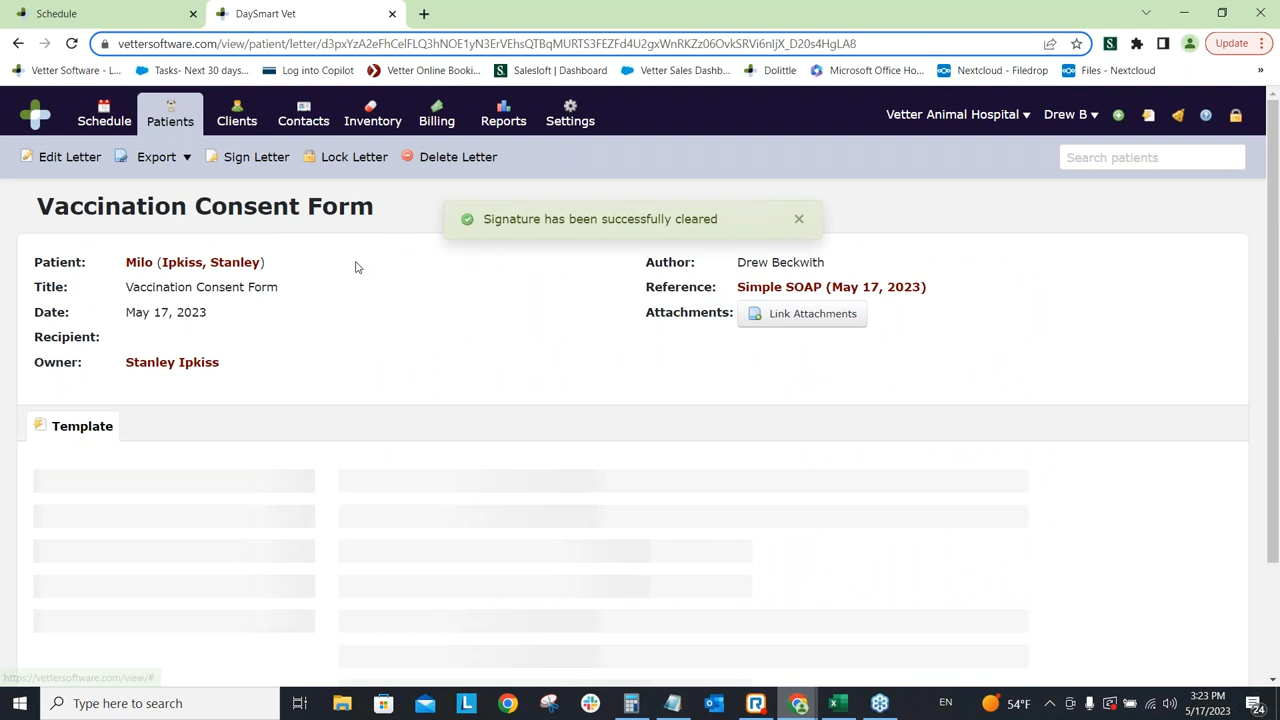 Schedule
DaySmart Vet
vettersoftware.com/view/patient/letter/d3pxYzA2eFhCelFLQ3hNOE1yN3ErVEhsQTBqMURTS3FEZFd4U2gxWnRKZz06OvkSRVi6nIjX_D20s4HgLA8
Update
Vetter Software - L...
Tasks- Next 30 days...
Log into Copilot
Vetter Online Booki...
Salesloft | Dashboard
Vetter Sales Dashb...
Dolittle
Microsoft Office Ho...
Nextcloud - Filedrop
Files - Nextcloud
»
Schedule
Patients
Clients
Contacts
Inventory
Billing
Reports
Settings
Vetter Animal Hospital
Drew B
Edit Letter
Export
Sign Letter
Lock Letter
Delete Letter
Search patients
Vaccination Consent Form
Signature has been successfully cleared
Patient: Milo (Ipkiss, Stanley)
Title: Vaccination Consent Form
Date: May 17, 2023
Recipient:
Owner: Stanley Ipkiss
Author: Drew Beckwith
Reference: Simple SOAP (May 17, 2023)
Attachments: Link Attachments
Template
https://vettersoftware.com/view/#
Type here to search
EN
54°F
3:23 PM
5/17/2023
24